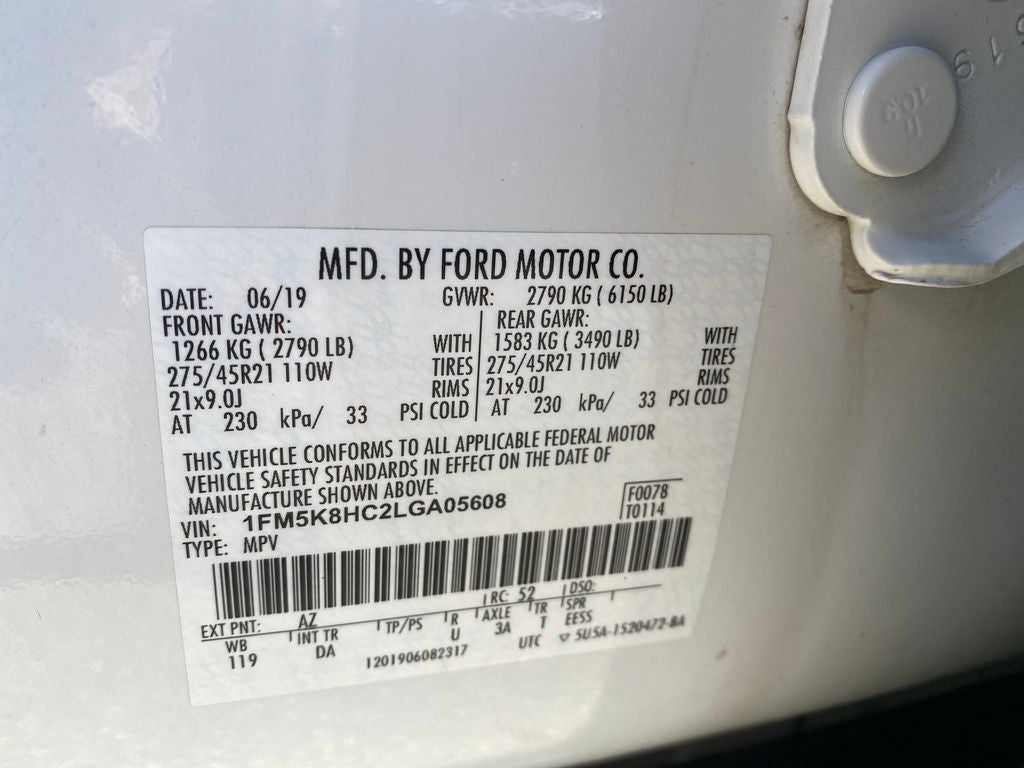 MFD. BY FORD MOTOR CO.
DATE: 06/19 GVWR: 2790 KG ( 6150 LB)
FRONT GAWR: REAR GAWR:
1266 KG ( 2790 LB) WITH 1583 KG ( 3490 LB) WITH
275/45R21 110W TIRES 275/45R21 110W TIRES
21x9.0J RIMS 21x9.0J RIMS
AT 230 kPa/ 33 PSI COLD AT 230 kPa/ 33 PSI COLD
THIS VEHICLE CONFORMS TO ALL APPLICABLE FEDERAL MOTOR
VEHICLE SAFETY STANDARDS IN EFFECT ON THE DATE OF
MANUFACTURE SHOWN ABOVE.
VIN: 1FM5K8HC2LGA05608 F0078
TYPE: MPV T0114
EXT PNT: AZ RC: 52 DSO:
WB INT TR TP/PS R AXLE TR SPR
119 DA U 3A T EESS
1201906082317 UTC ▽ 5U5A-1520472-BA
10.9